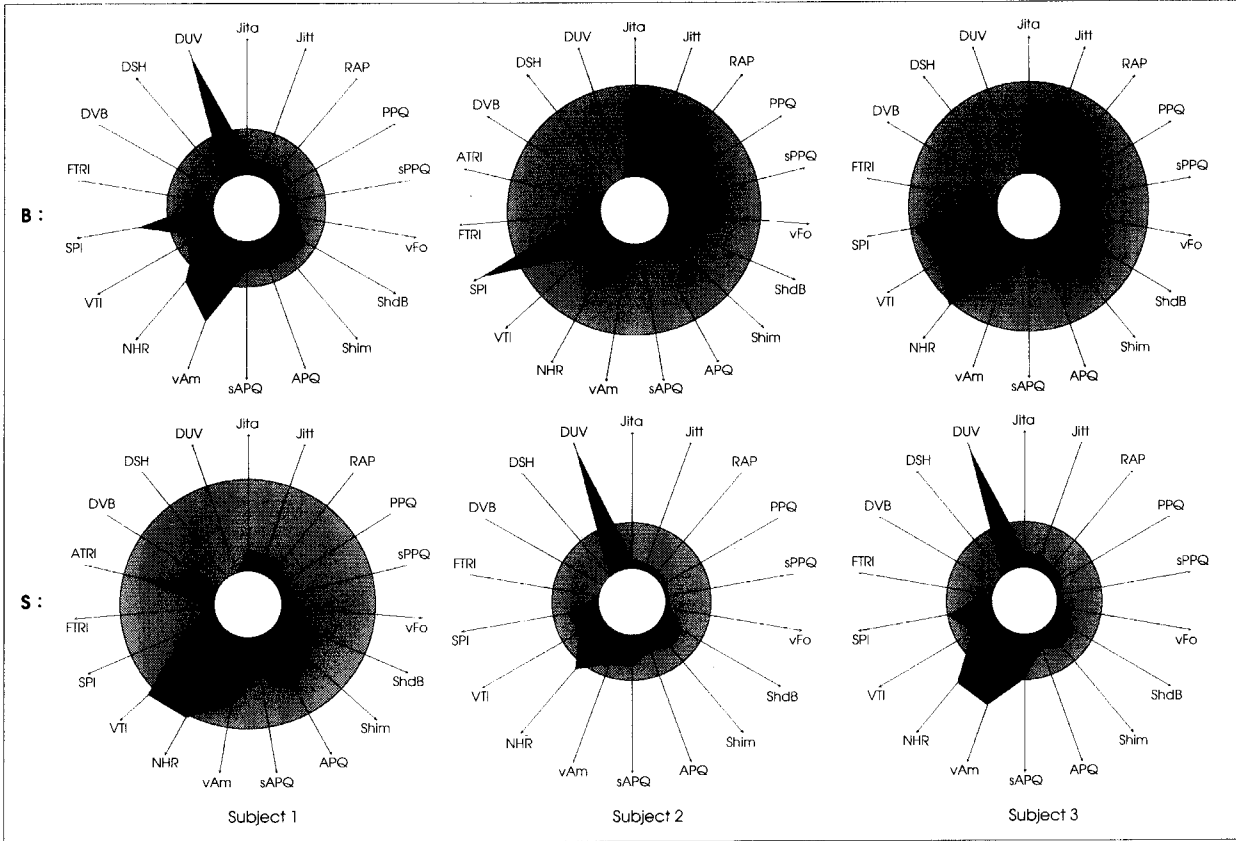 B :
Jita
Jitt
RAP
PPQ
sPPQ
vFo
ShdB
Shim
APQ
sAPQ
vAm
NHR
VTI
SPI
FTRI
DVB
DSH
DUV
Jita
Jitt
RAP
PPQ
sPPQ
vFo
ShdB
Shim
APQ
sAPQ
vAm
NHR
VTI
SPI
FTRI
ATRI
DVB
DSH
DUV
Jita
Jitt
RAP
PPQ
sPPQ
vFo
ShdB
Shim
APQ
sAPQ
vAm
NHR
VTI
SPI
FTRI
DVB
DSH
DUV
S :
Jita
Jitt
RAP
PPQ
sPPQ
vFo
ShdB
Shim
APQ
sAPQ
vAm
NHR
VTI
SPI
FTRI
ATRI
DVB
DSH
DUV
Jita
Jitt
RAP
PPQ
sPPQ
vFo
ShdB
Shim
APQ
sAPQ
vAm
NHR
VTI
SPI
FTRI
DVB
DSH
DUV
Jita
Jitt
RAP
PPQ
sPPQ
vFo
ShdB
Shim
APQ
sAPQ
vAm
NHR
VTI
SPI
FTRI
DVB
DSH
DUV
Subject 1
Subject 2
Subject 3